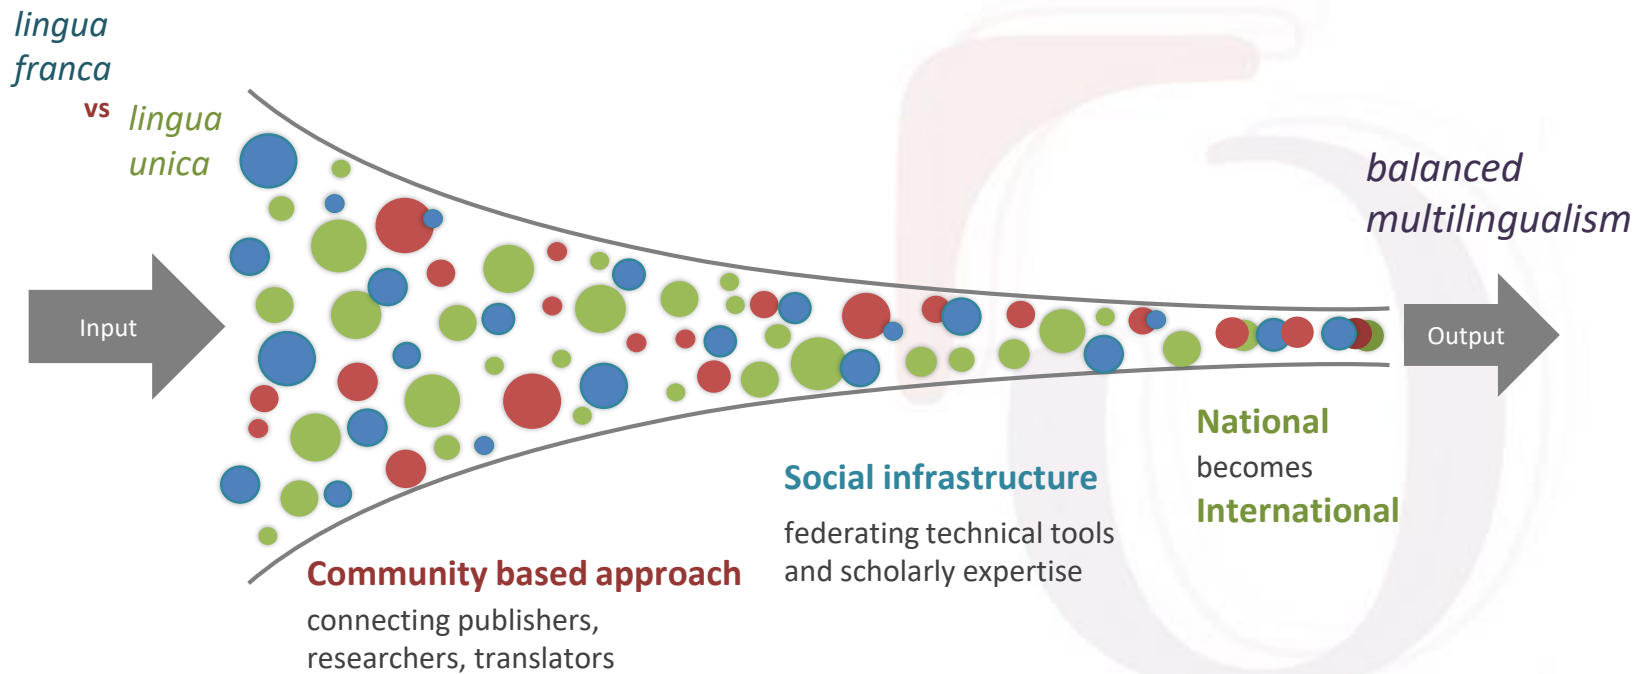 lingua
franca
vs
lingua
unica
Input
Community based approach
connecting publishers,
researchers, translators
Social infrastructure
federating technical tools
and scholarly expertise
National
becomes
International
balanced
multilingualism
Output